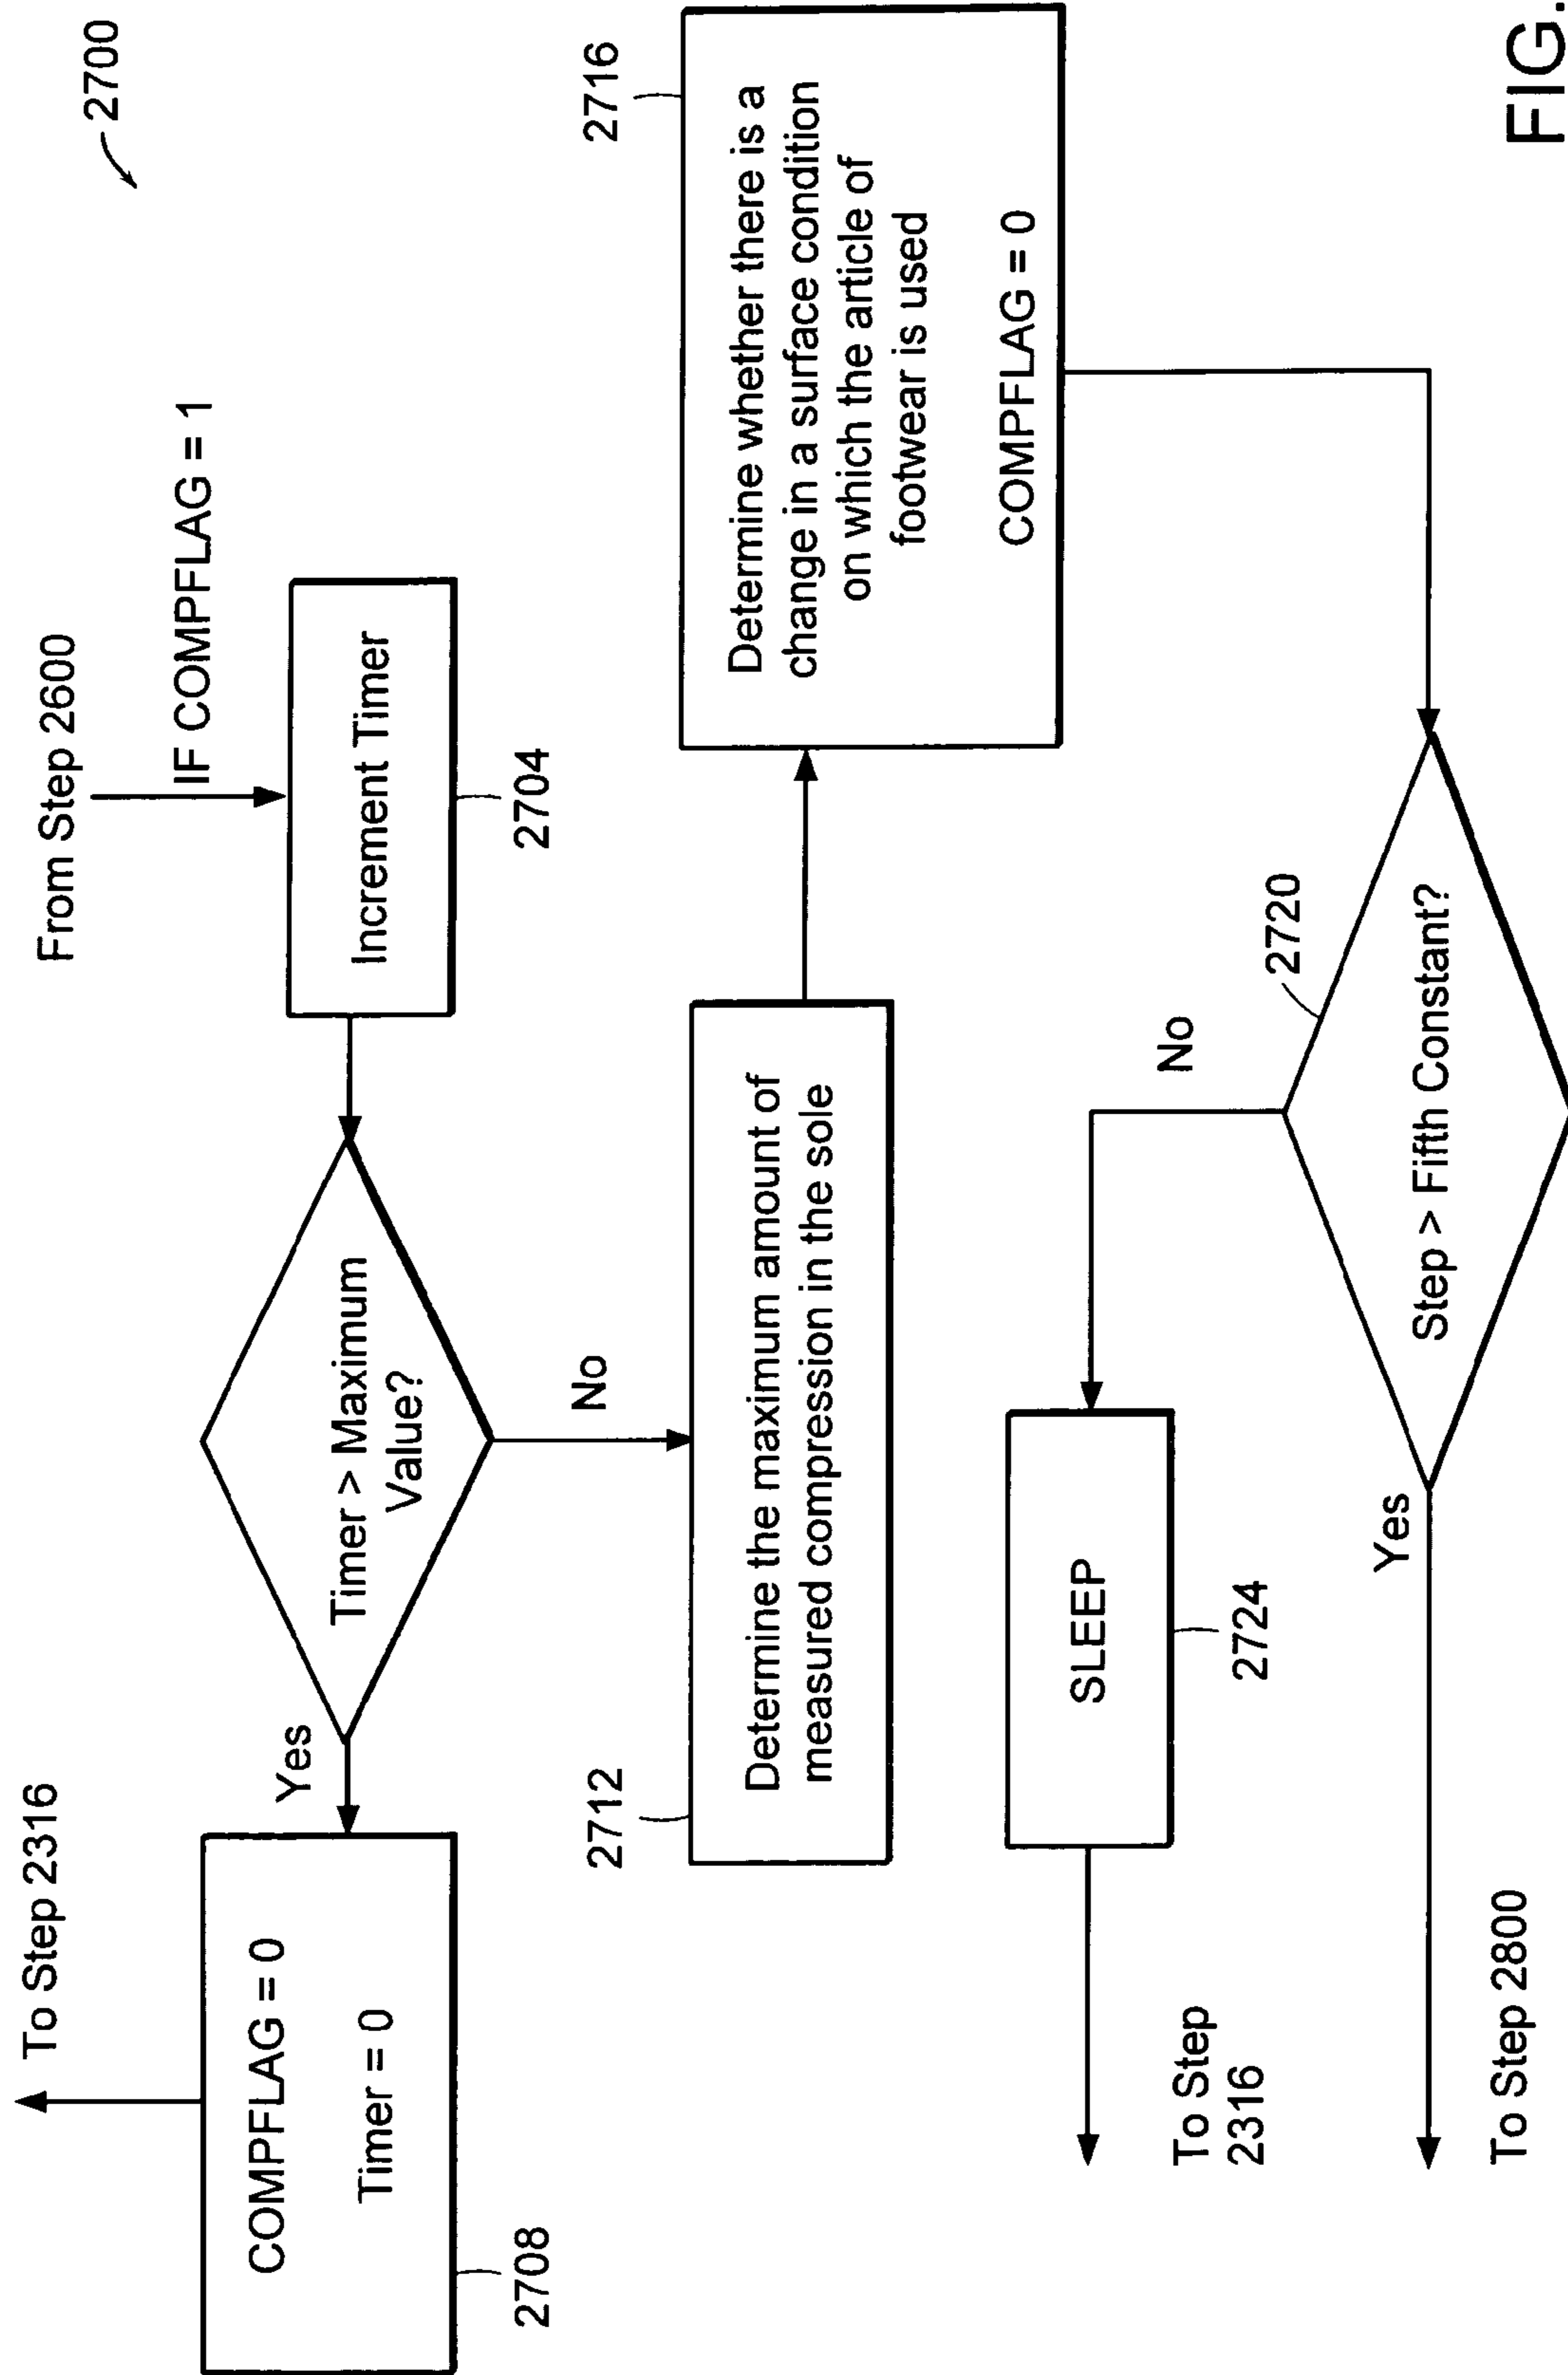 2700
From Step 2600
IF COMPFLAG = 1
Increment Timer
2704
Timer > Maximum
Value?
Yes
No
To Step 2316
COMPFLAG = 0
Timer = 0
2708
2712
Determine the maximum amount of
measured compression in the sole
2716
Determine whether there is a
change in a surface condition
on which the article of
footwear is used
COMPFLAG = 0
2720
Step > Fifth Constant?
No
Yes
SLEEP
2724
To Step
2316
To Step 2800
FIG.